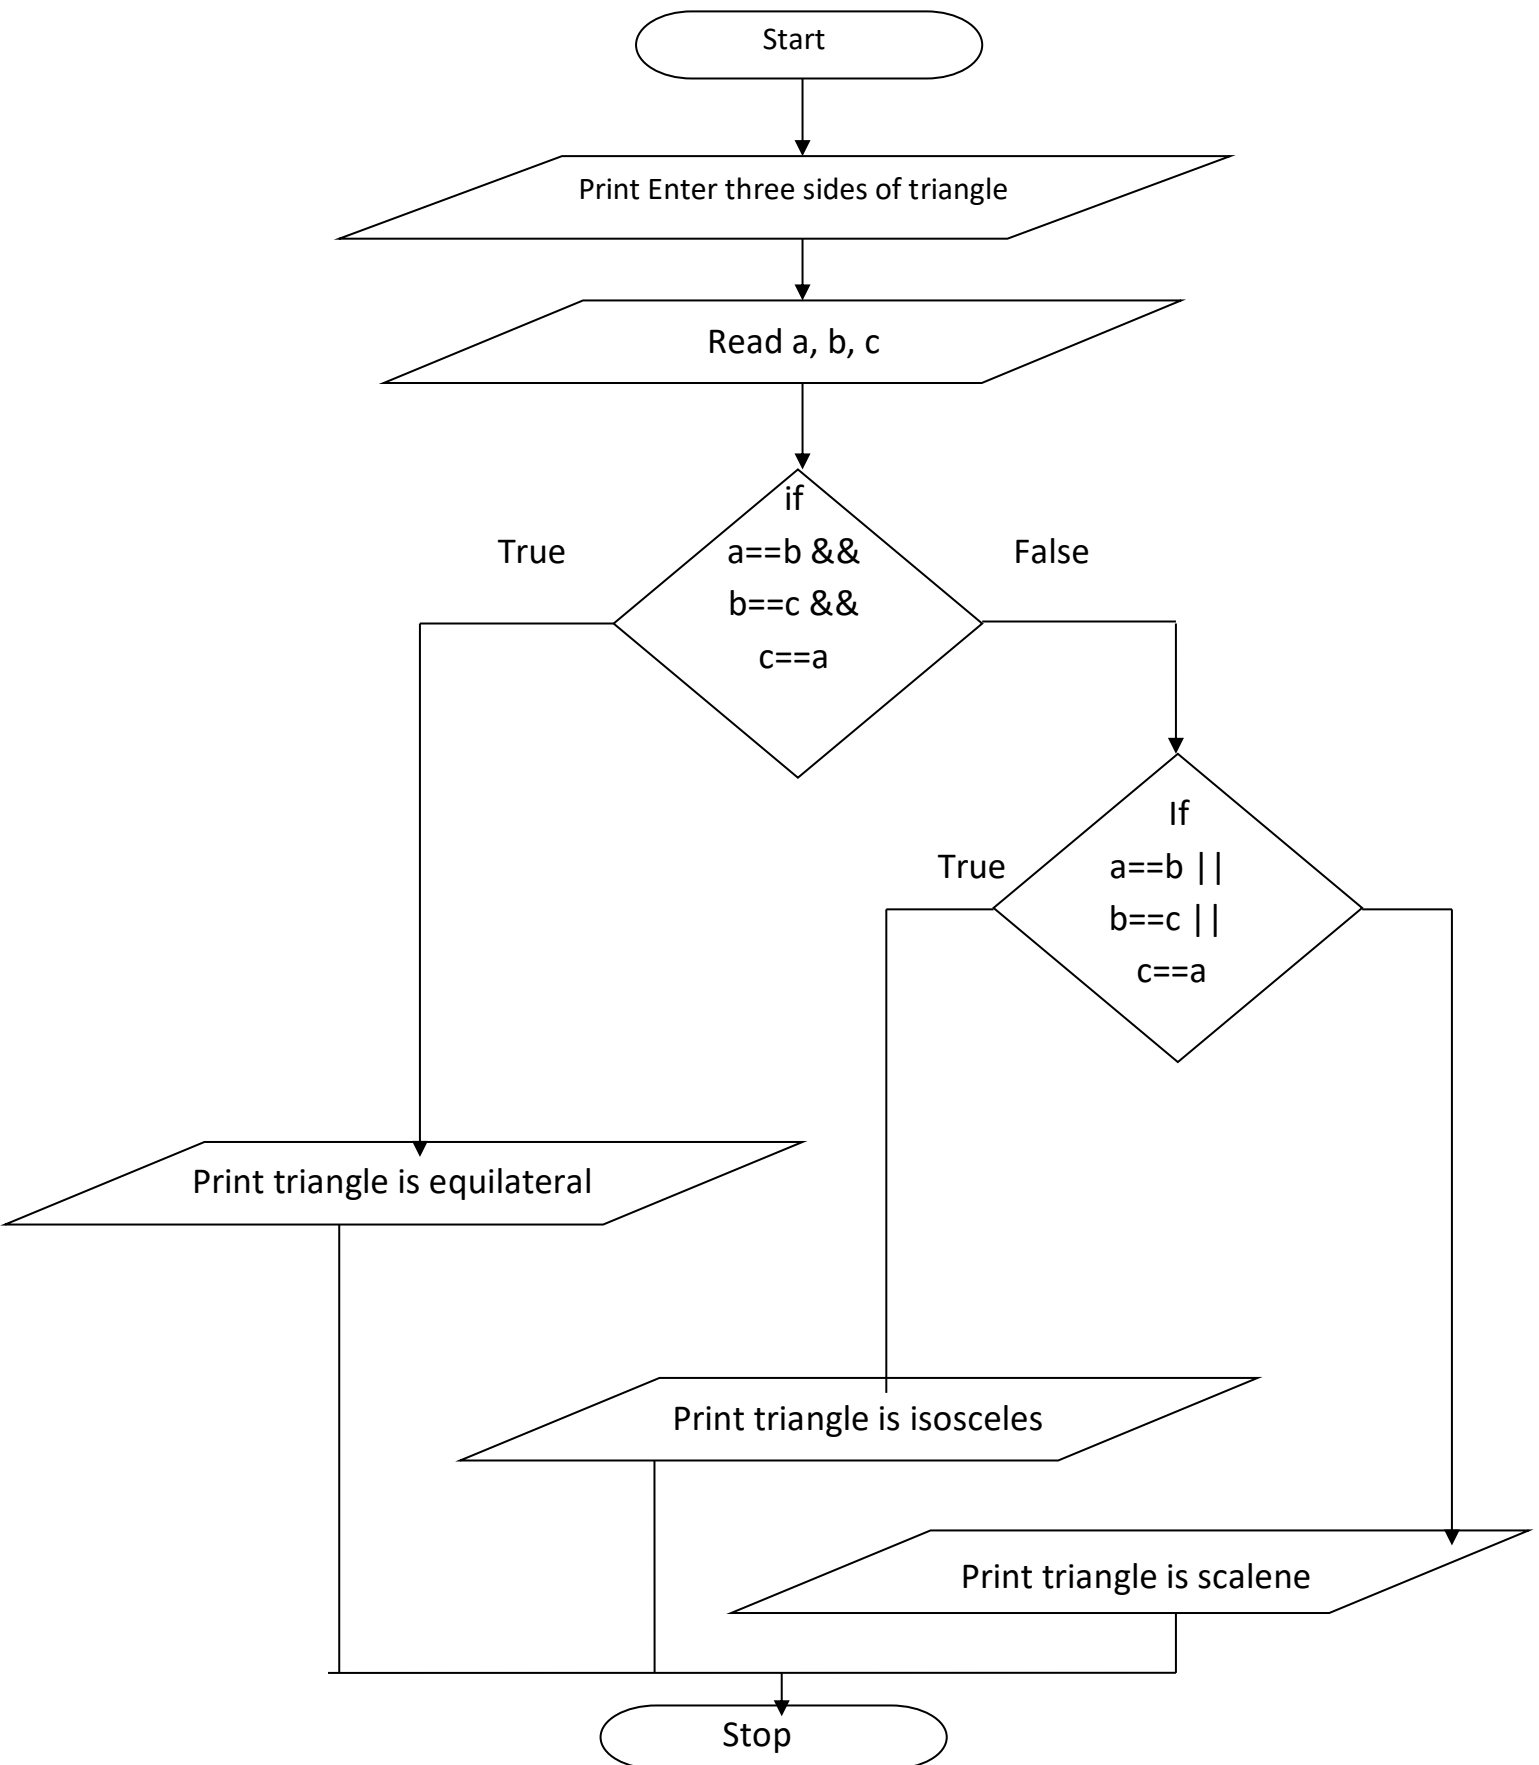 Start
Print Enter three sides of triangle
Read a, b, c
if
True
a==b &&
False
b==c &&
c==a
If
True
a==b ||
b==c ||
c==a
Print triangle is equilateral
Print triangle is isosceles
Print triangle is scalene
Stop